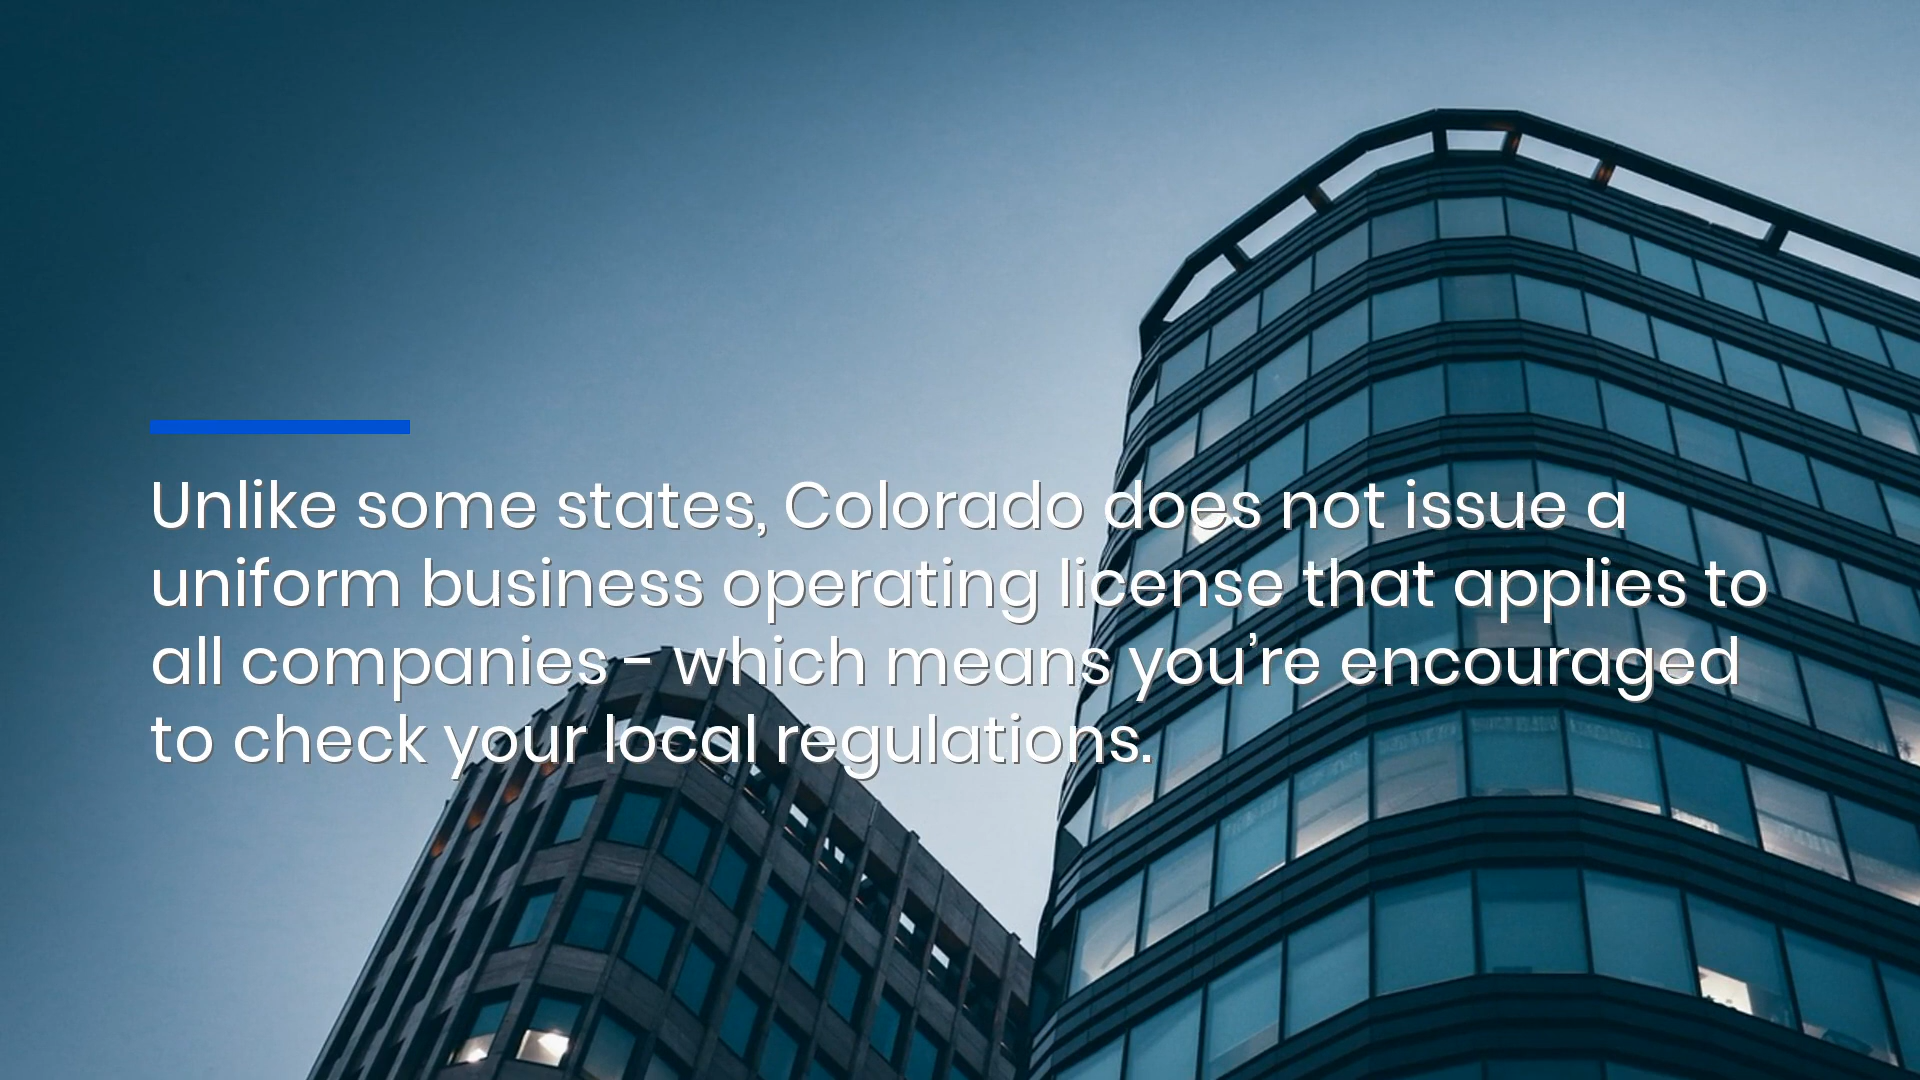 Unlike some states, Colorado does not issue a
uniform business operating license that applies to
all companies – which means you’re encouraged
to check your local regulations.